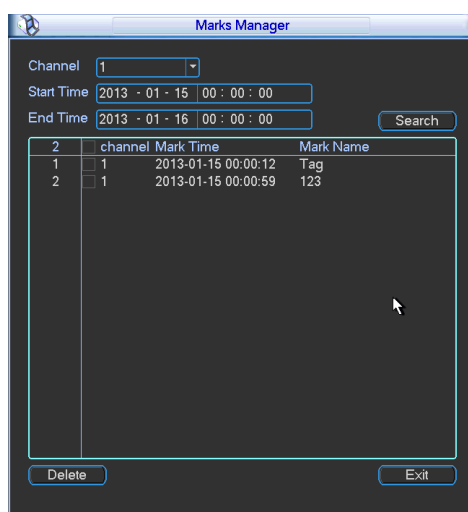 Marks Manager
Channel 1
Start Time 2013 - 01 - 15 00 : 00 : 00
End Time 2013 - 01 - 16 00 : 00 : 00
Search
2 channel Mark Time Mark Name
1 1 2013-01-15 00:00:12 Tag
2 1 2013-01-15 00:00:59 123
Delete Exit